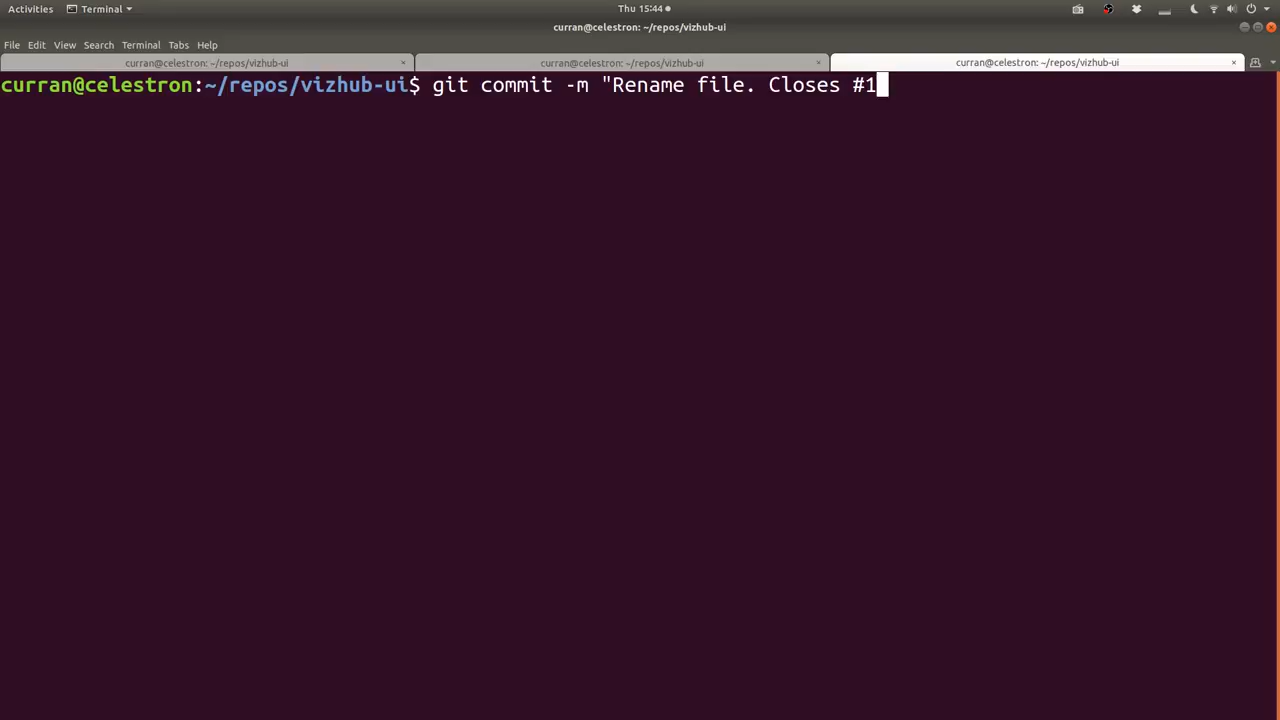 Activities Terminal Thu 15:44
curran@celestron: ~/repos/vizhub-ui
File Edit View Search Terminal Tabs Help
curran@celestron: ~/repos/vizhub-ui × curran@celestron: ~/repos/vizhub-ui × curran@celestron: ~/repos/vizhub-ui ×
curran@celestron:~/repos/vizhub-ui$ git commit -m "Rename file. Closes #1